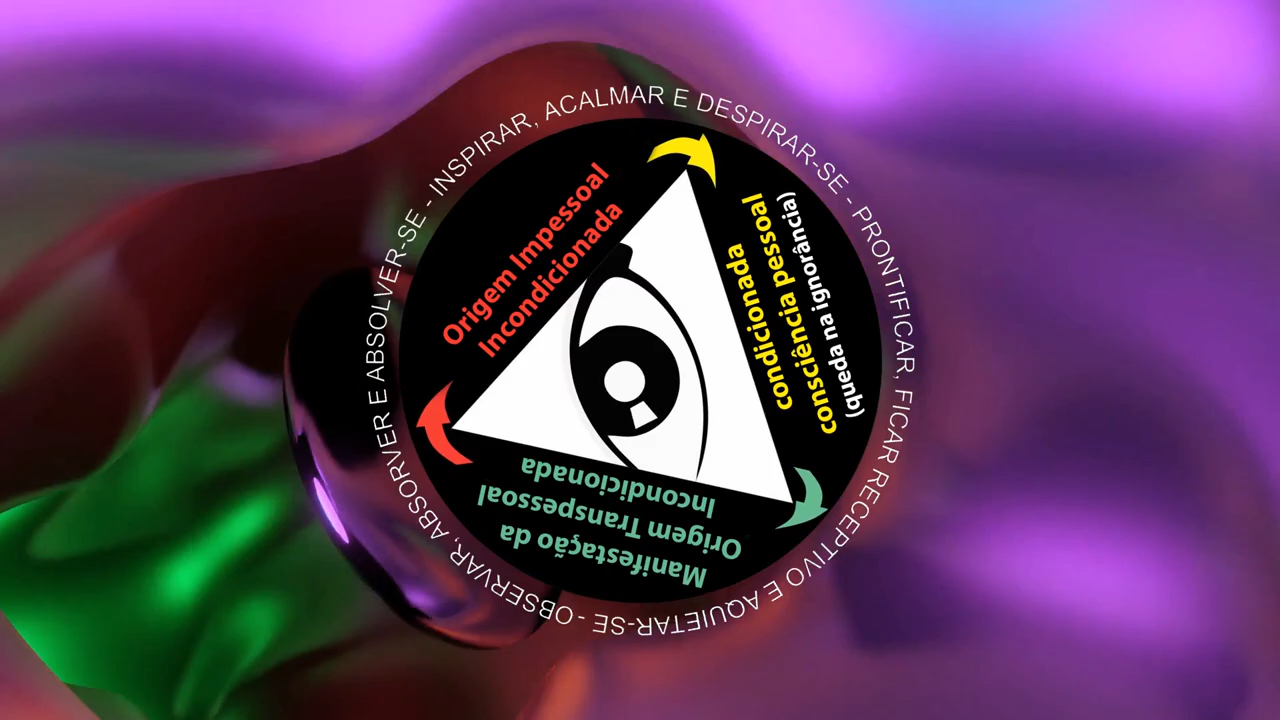 INSPIRAR, ACALMAR E DESPIRAR-SE - PRONTIFICAR, FICAR RECEPTIVO E AQUIETAR-SE - OBSERVAR, ABSORVER E ABSOLVER-SE -
Origem Impessoal
Incondicionada
condicionada
consciência pessoal
(queda na ignorância)
Manifestação da
Origem Transpessoal
Incondicionada